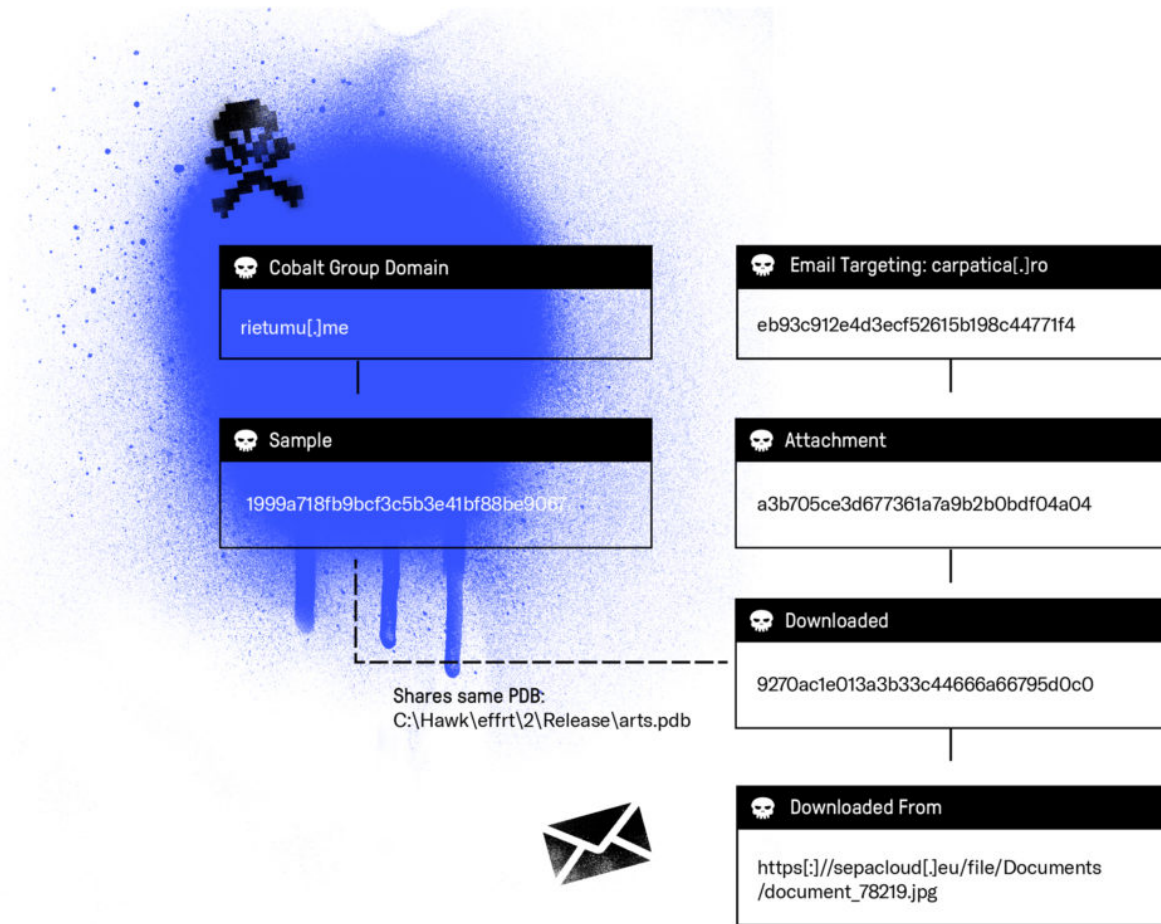 Cobalt Group Domain
rietumu[.]me
Sample
1999a718fb9bcf3c5b3e41bf88be9067
Shares same PDB:
C:\Hawk\effrt\2\Release\arts.pdb
Email Targeting: carpatica[.]ro
eb93c912e4d3ecf52615b198c44771f4
Attachment
a3b705ce3d677361a7a9b2b0bdf04a04
Downloaded
9270ac1e013a3b33c44666a66795d0c0
Downloaded From
https[:]//sepacloud[.]eu/file/Documents
/document_78219.jpg